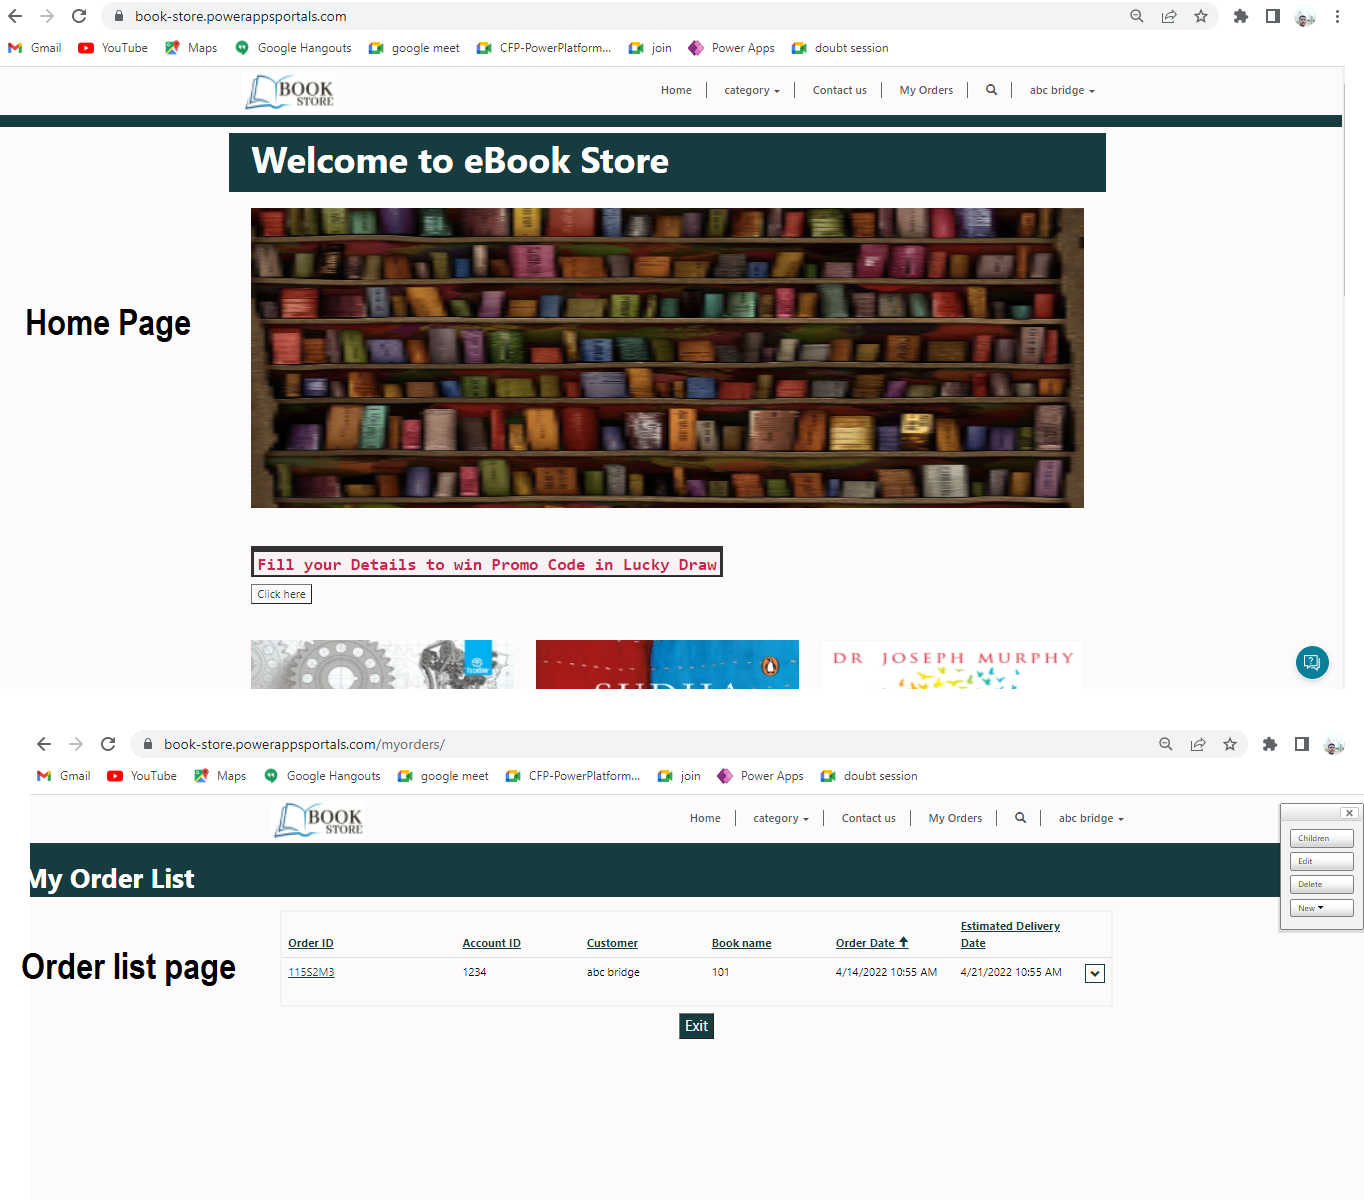 book-store.powerappsportals.com
Gmail YouTube Maps Google Hangouts google meet CFP-PowerPlatform... join Power Apps doubt session
BOOK STORE
Home category Contact us My Orders abc bridge
Welcome to eBook Store
Home Page
Fill your Details to win Promo Code in Lucky Draw
Click here
DR JOSEPH MURPHY
SUDHA
book-store.powerappsportals.com/myorders/
Gmail YouTube Maps Google Hangouts google meet CFP-PowerPlatform... join Power Apps doubt session
BOOK STORE
Home category Contact us My Orders abc bridge
Children
Edit
Delete
New
My Order List
Order list page
Order ID Account ID Customer Book name Order Date Estimated Delivery Date
115S2M3 1234 abc bridge 101 4/14/2022 10:55 AM 4/21/2022 10:55 AM
Exit